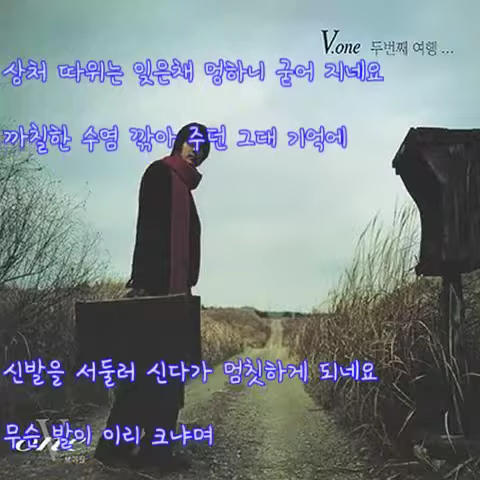 V.one 두번째 여행 ...
상처 따위는 잊은채 멍하니 굳어 지네요
까칠한 수염 깎아 주던 그대 기억에
신발을 서둘러 신다가 멈칫하게 되네요
무슨 발이 이리 크냐며